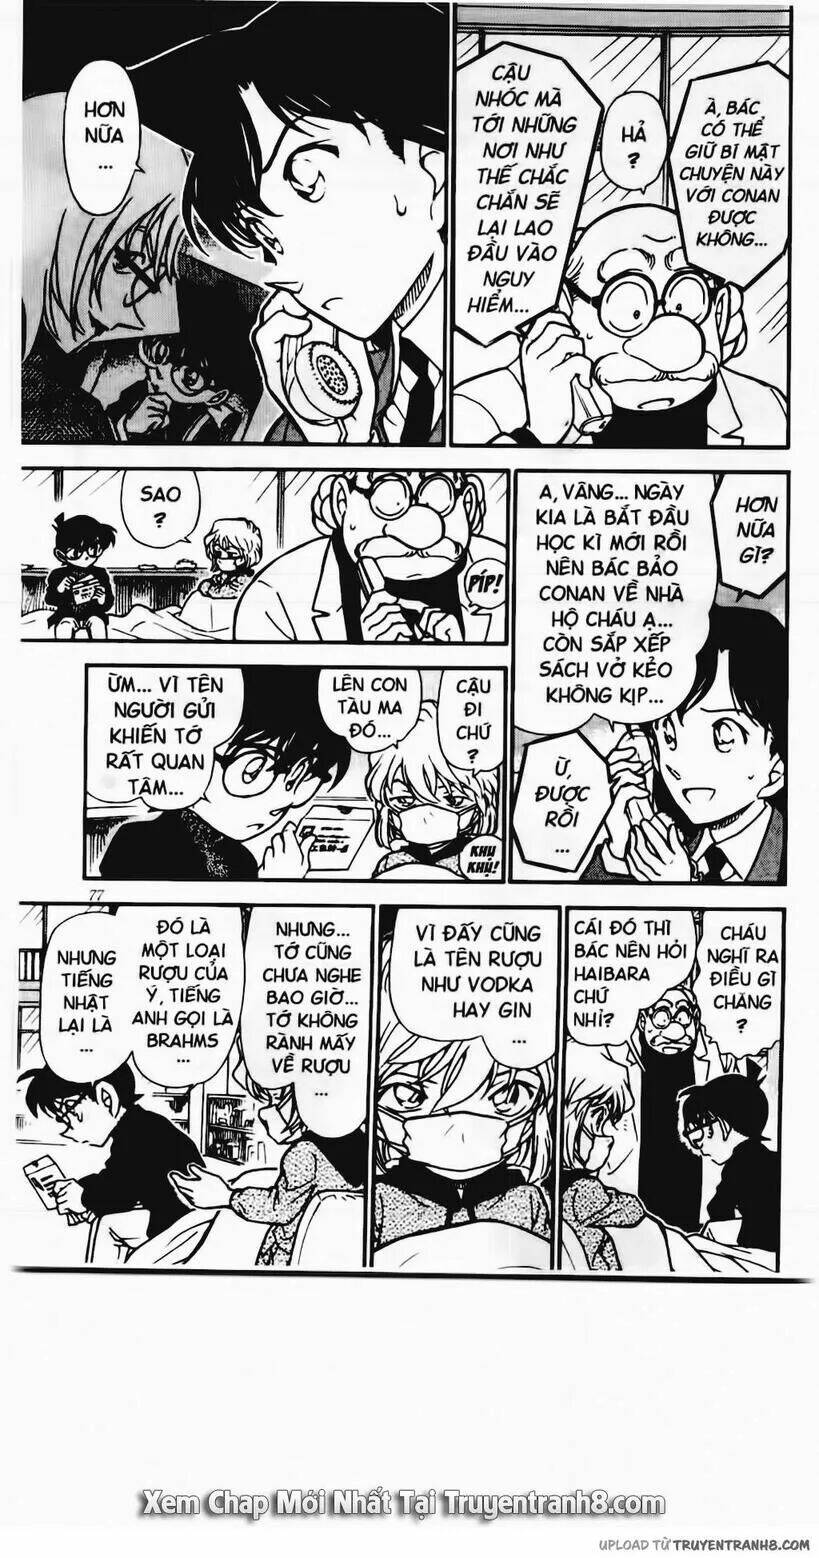 À, BÁC
CÓ THỂ
GIỮ BÍ MẬT
CHUYỆN NÀY
VỚI CONAN
ĐƯỢC
KHÔNG...
HẢ
?
CẬU
NHÓC MÀ
TỚI NHỮNG
NƠI NHƯ
THẾ CHẮC
CHẮN SẼ
LẠI LAO
ĐẦU VÀO
NGUY
HIỂM...
HƠN
NỮA
...
HƠN
NỮA
GÌ?
A, VÂNG... NGÀY
KIA LÀ BẮT ĐẦU
HỌC KÌ MỚI RỒI
NÊN BÁC BẢO
CONAN VỀ NHÀ
HỘ CHÁU Ạ...
CÒN SẮP XẾP
SÁCH VỞ KẺO
KHÔNG KỊP...
Ừ,
ĐƯỢC
RỒI
...
PÍP!
SAO
?
CẬU
ĐI
CHỨ
?
LÊN CON
TÀU MA
ĐÓ...
KHỤ
KHỤ!
ỪM... VÌ TÊN
NGƯỜI GỬI
KHIẾN TỚ
RẤT QUAN
TÂM...
77
CHÁU
NGHĨ RA
ĐIỀU GÌ
CHĂNG
?
CÁI ĐÓ THÌ
BÁC NÊN HỎI
HAIBARA
CHỨ
NHỈ?
VÌ ĐẤY CŨNG
LÀ TÊN RƯỢU
NHƯ VODKA
HAY GIN
...
NHƯNG...
TỚ CŨNG
CHƯA NGHE
BAO GIỜ...
TỚ KHÔNG
RÀNH MẤY
VỀ RƯỢU
...
ĐÓ LÀ
MỘT LOẠI
RƯỢU CỦA
Ý, TIẾNG
ANH GỌI LÀ
BRAHMS
...
NHƯNG
TIẾNG
NHẬT
LẠI LÀ
...
Xem Chap Mới Nhất Tại Truyentranh8.com
UPLOAD TỪ TRUYENTRANH8.COM